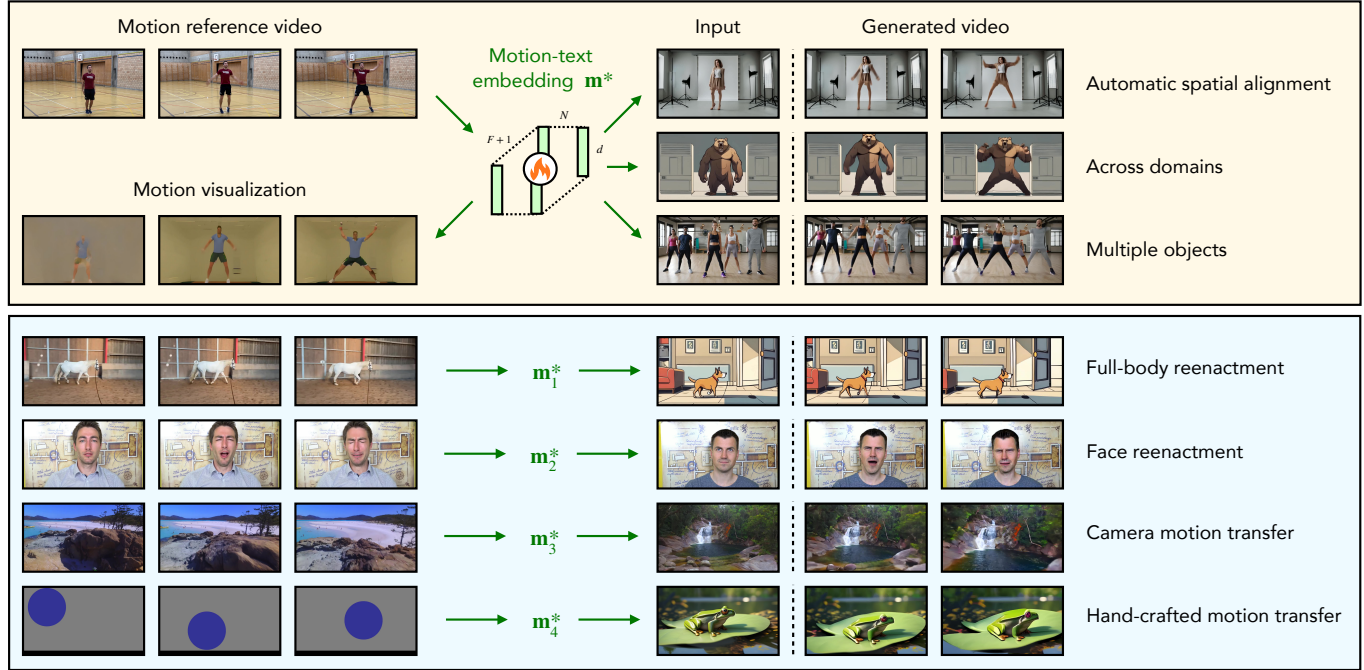 Motion reference video
Motion-text
embedding m*
Input
Generated video
F + 1
N
d
Automatic spatial alignment
Across domains
Motion visualization
Multiple objects
m*1
Full-body reenactment
m*2
Face reenactment
m*3
Camera motion transfer
m*4
Hand-crafted motion transfer